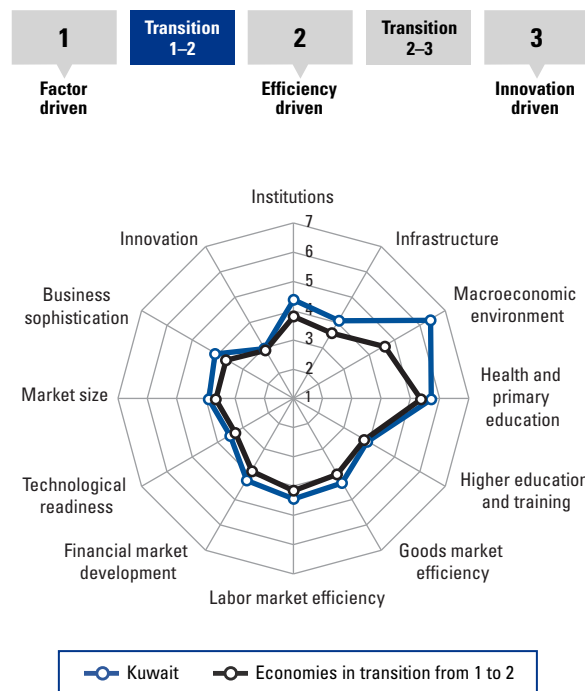 1
Transition
1–2
2
Transition
2–3
3
Factor
driven
Efficiency
driven
Innovation
driven
Institutions
Innovation
7
Infrastructure
6
5
Business
sophistication
4
Macroeconomic
environment
3
2
Market size
1
Health and
primary
education
Technological
readiness
Higher education
and training
Financial market
development
Goods market
efficiency
Labor market efficiency
Kuwait
Economies in transition from 1 to 2